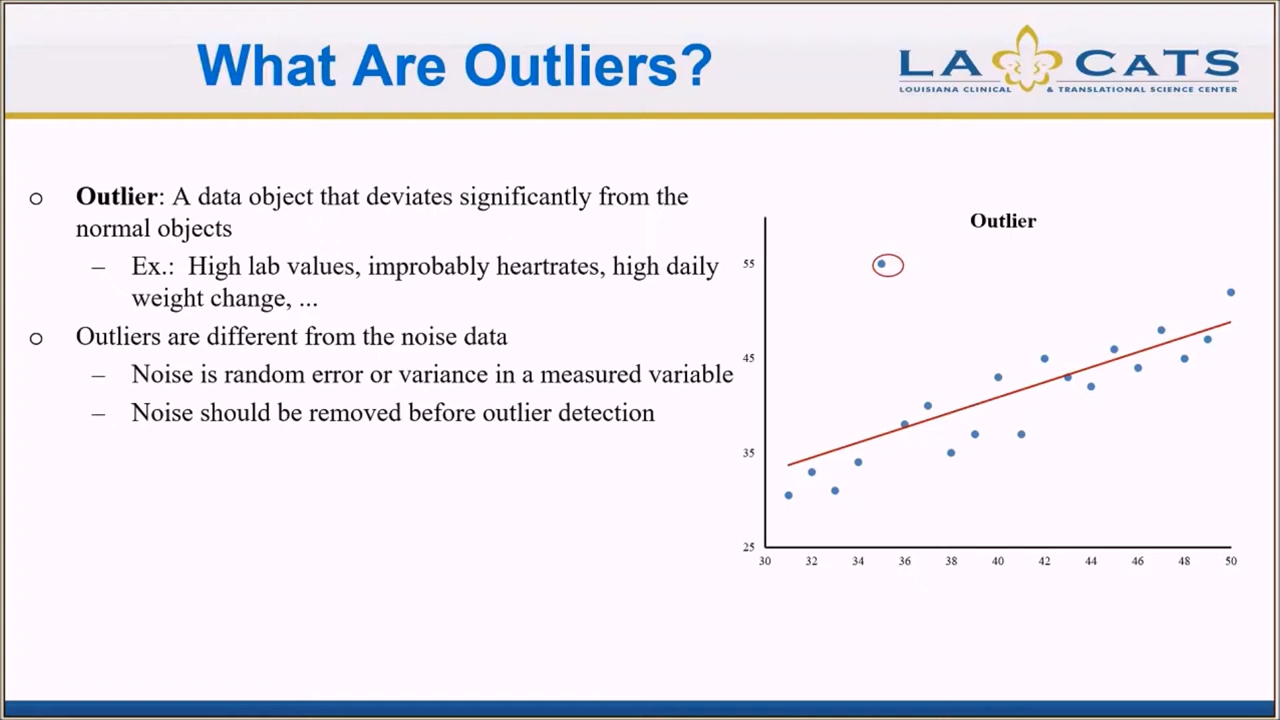 What Are Outliers?
LA CATS
LOUISIANA CLINICAL & TRANSLATIONAL SCIENCE CENTER
o Outlier: A data object that deviates significantly from the
normal objects
– Ex.: High lab values, improbably heartrates, high daily
weight change, ...
o Outliers are different from the noise data
– Noise is random error or variance in a measured variable
– Noise should be removed before outlier detection
Outlier
55
45
35
25
30 32 34 36 38 40 42 44 46 48 50